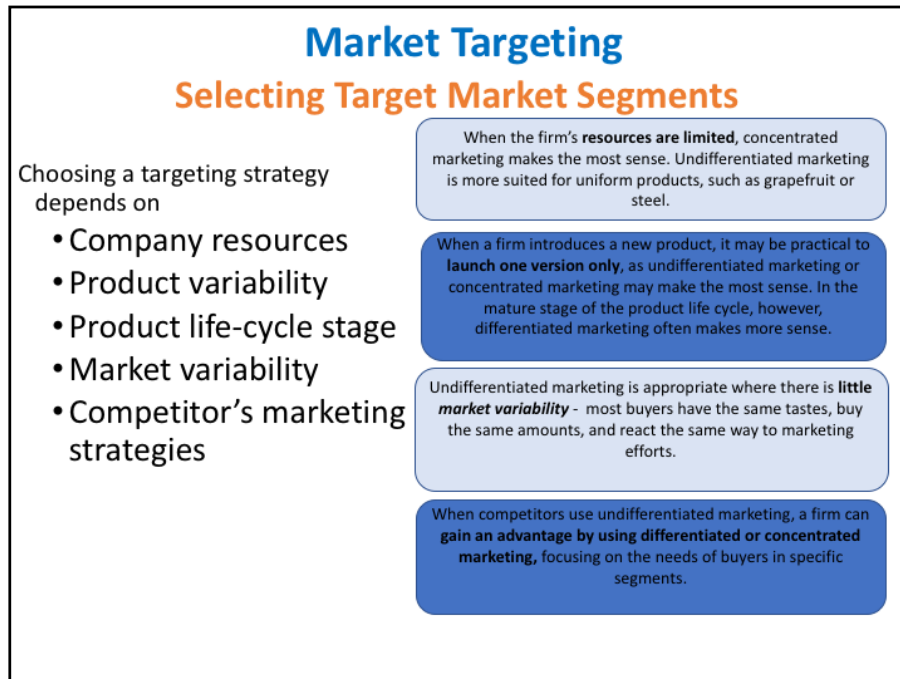 Market Targeting
Selecting Target Market Segments
Choosing a targeting strategy
depends on
• Company resources
• Product variability
• Product life-cycle stage
• Market variability
• Competitor's marketing
strategies
When the firm's resources are limited, concentrated
marketing makes the most sense. Undifferentiated marketing
is more suited for uniform products, such as grapefruit or
steel.
When a firm introduces a new product, it may be practical to
launch one version only, as undifferentiated marketing or
concentrated marketing may make the most sense. In the
mature stage of the product life cycle, however,
differentiated marketing often makes more sense.
Undifferentiated marketing is appropriate where there is little
market variability - most buyers have the same tastes, buy
the same amounts, and react the same way to marketing
efforts.
When competitors use undifferentiated marketing, a firm can
gain an advantage by using differentiated or concentrated
marketing, focusing on the needs of buyers in specific
segments.